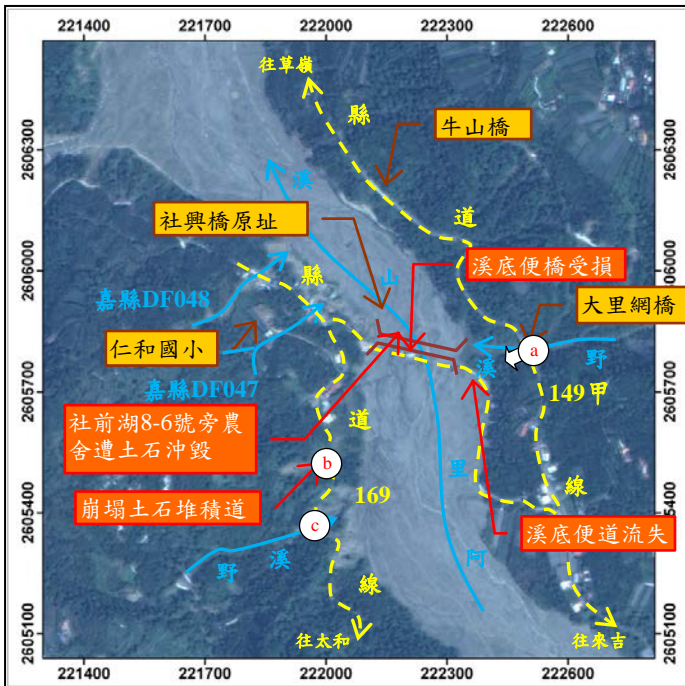 221400 221700 222000 222300 222600
往草嶺
縣
牛山橋
2606300
2606300
溪
道
社興橋原址
溪底便橋受損
2606000
2606000
縣
山
嘉縣DF048
大里網橋
仁和國小
a
野
溪
嘉縣DF047
149甲
2605700
2605700
社前湖8-6號旁農
舍遭土石沖毀
道
b
里
169
線
崩塌土石堆積道
2605400
2605400
c
溪底便道流失
野
溪
阿
線
往太和
往來吉
2605100
2605100
221400 221700 222000 222300 222600